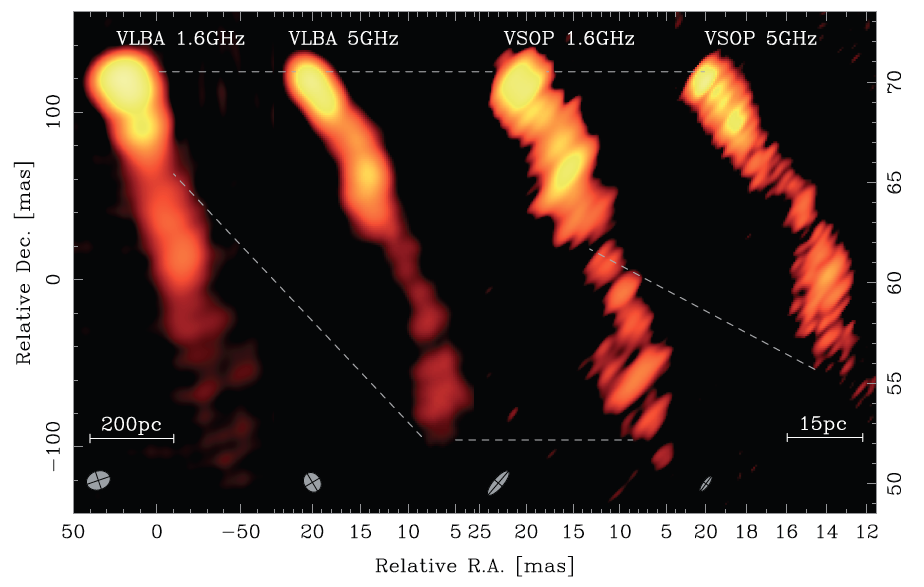 VLBA 1.6GHz VLBA 5GHz VSOP 1.6GHz VSOP 5GHz
Relative Dec. [mas]
100
0
−100
70
65
60
55
50
200pc
15pc
50 0 −50 20 15 10 5 25 20 15 10 5 20 18 16 14 12
Relative R.A. [mas]